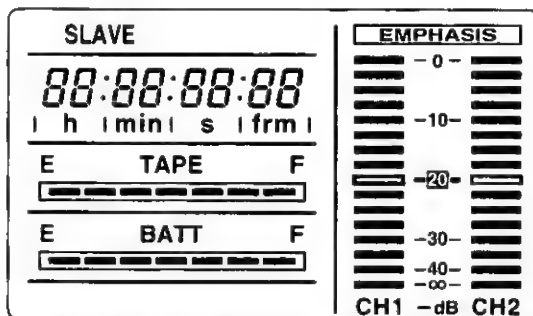 SLAVE
88:88:88:88
h min s frm
E TAPE F
E BATT F
EMPHASIS
0
-10-
-20-
-30-
-40-
-∞-
CH1 -dB CH2